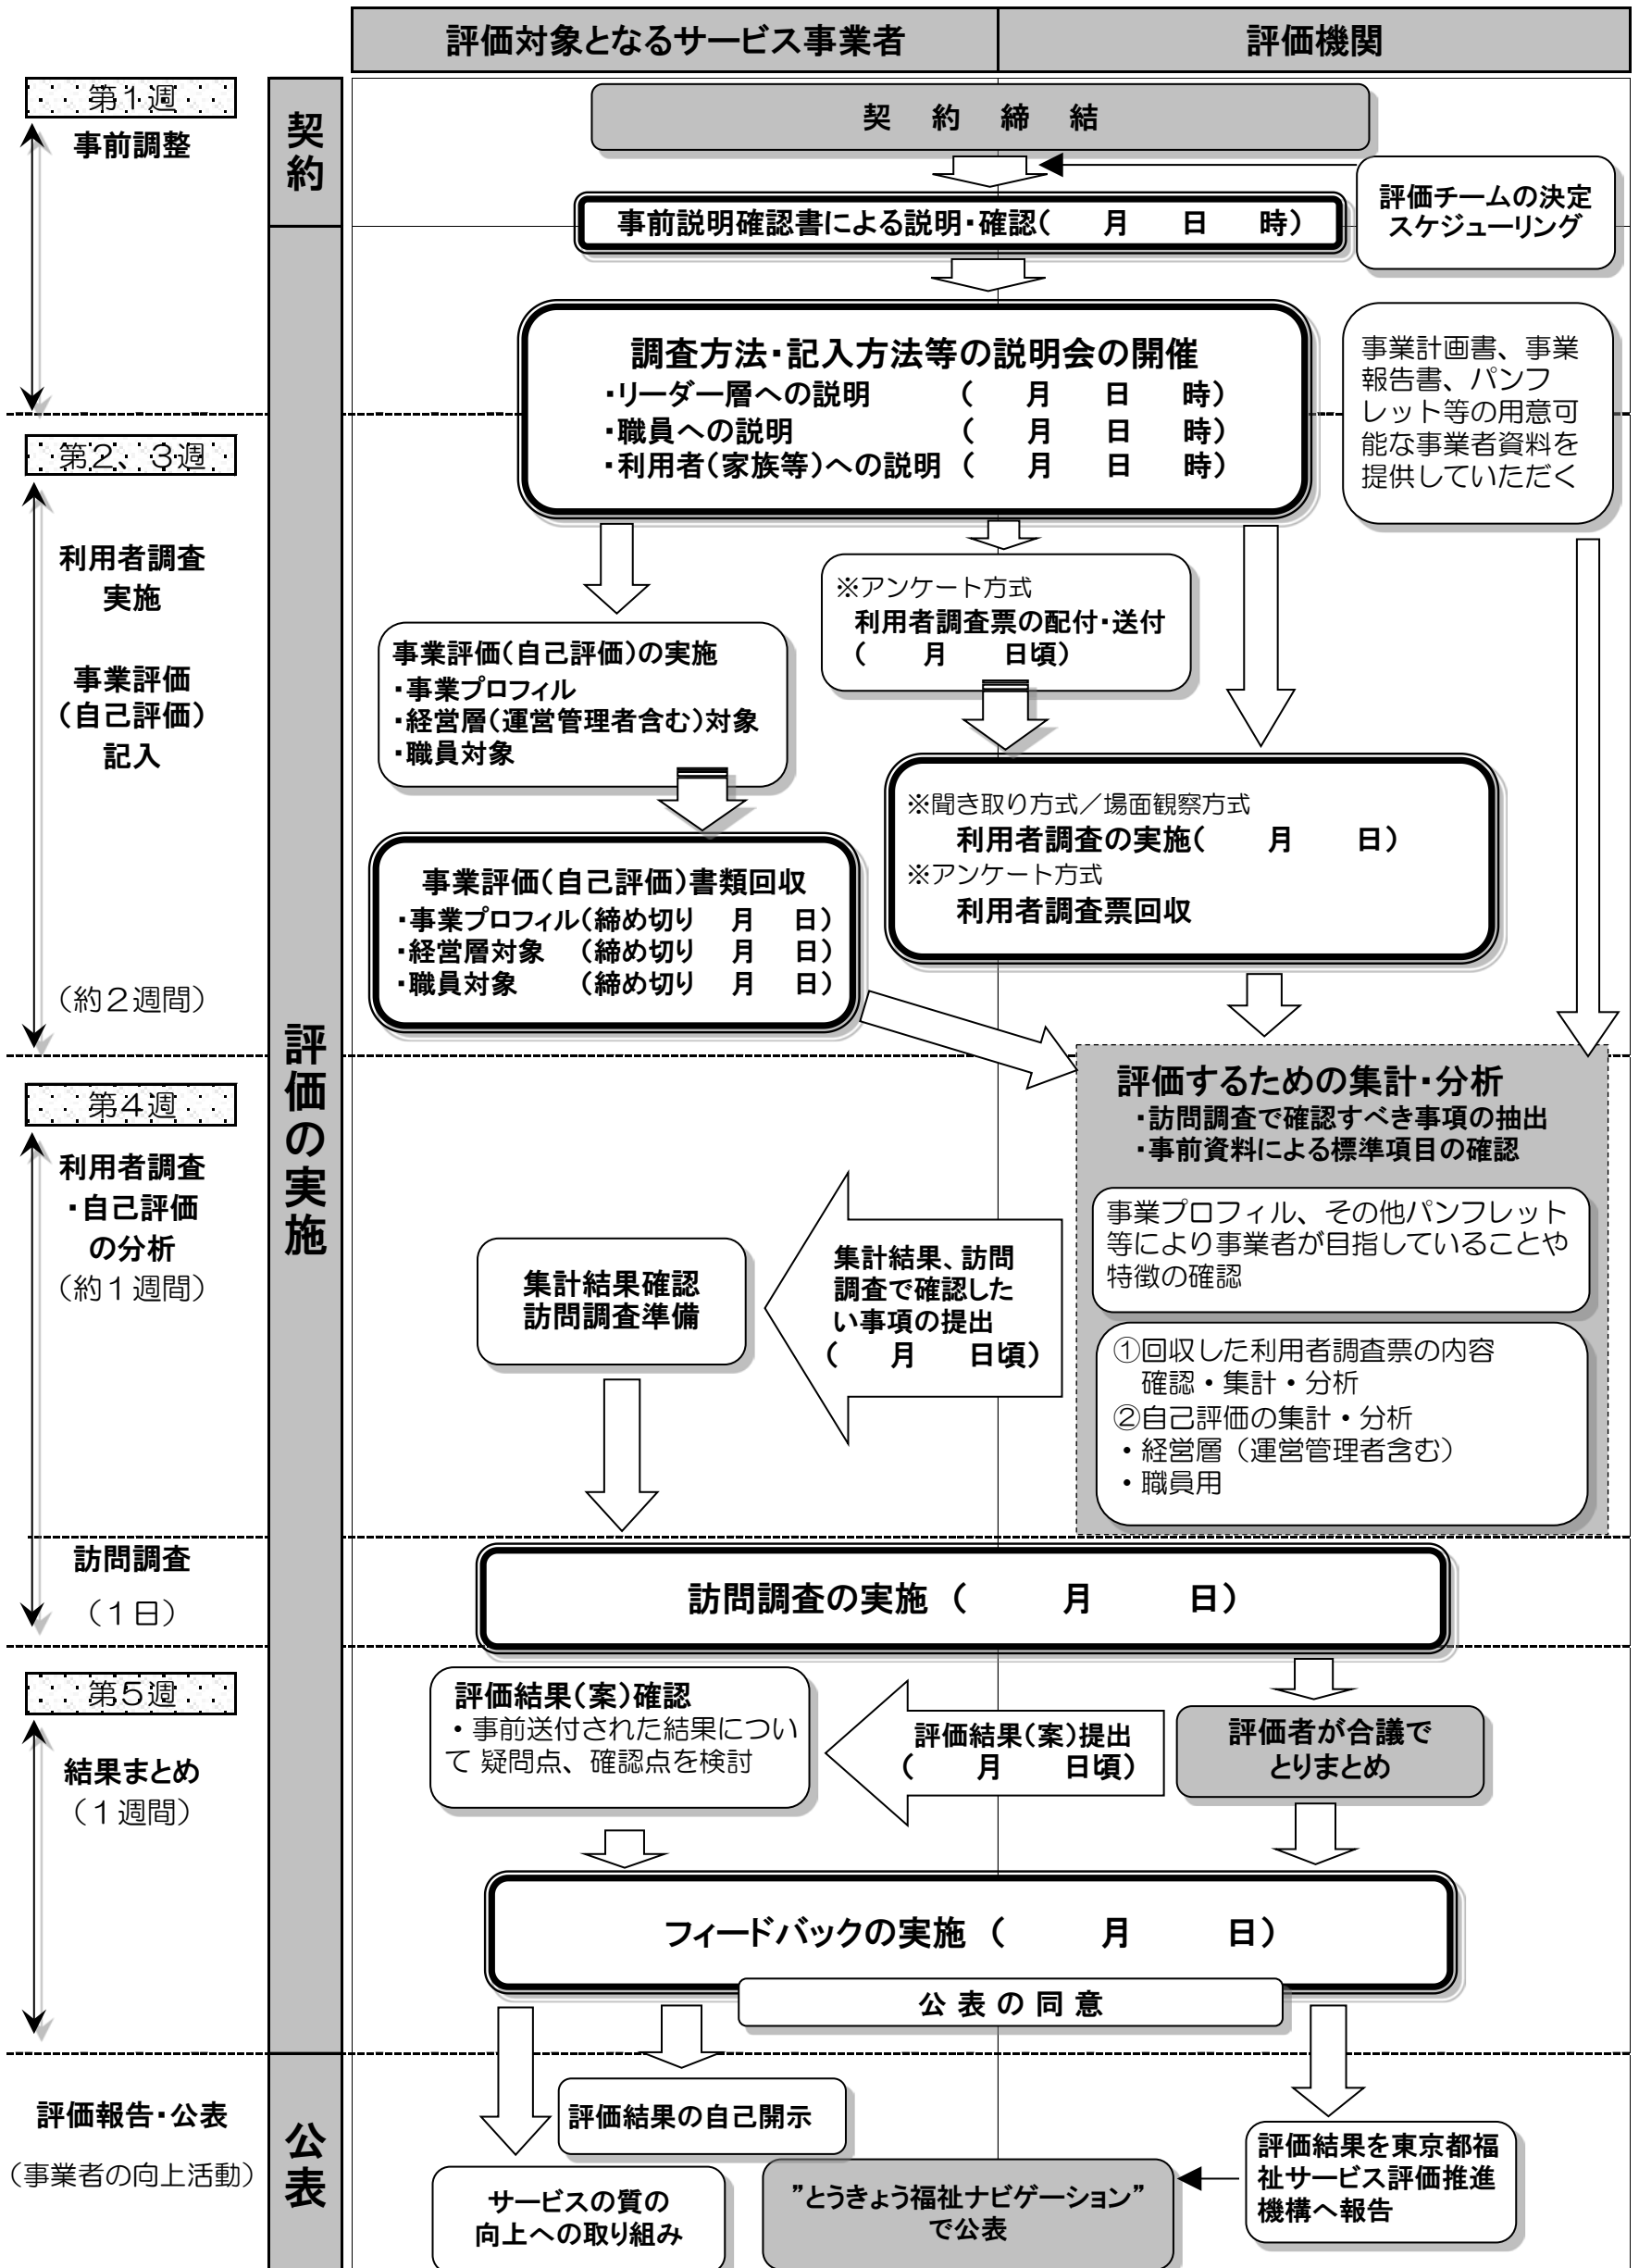 評価対象となるサービス事業者
評価機関
第1週
事前調整
契約
契 約 締 結
評価チームの決定
スケジューリング
事前説明確認書による説明・確認(　月　日　時)
調査方法・記入方法等の説明会の開催
・リーダー層への説明　(　月　日　時)
・職員への説明　(　月　日　時)
・利用者(家族等)への説明 (　月　日　時)
事業計画書、事業
報告書、パンフ
レット等の用意可
能な事業者資料を
提供していただく
第2、3週
利用者調査
実施
事業評価
(自己評価)
記入
(約2週間)
評価の実施
※アンケート方式
利用者調査票の配付・送付
(　月　日頃)
事業評価(自己評価)の実施
・事業プロフィル
・経営層(運営管理者含む)対象
・職員対象
※聞き取り方式/場面観察方式
利用者調査の実施(　月　日)
※アンケート方式
利用者調査票回収
事業評価(自己評価)書類回収
・事業プロフィル(締め切り　月　日)
・経営層対象　(締め切り　月　日)
・職員対象　(締め切り　月　日)
第4週
利用者調査
・自己評価
の分析
(約1週間)
評価するための集計・分析
・訪問調査で確認すべき事項の抽出
・事前資料による標準項目の確認
事業プロフィル、その他パンフレット
等により事業者が目指していることや
特徴の確認
①回収した利用者調査票の内容
確認・集計・分析
②自己評価の集計・分析
・経営層(運営管理者含む)
・職員用
集計結果、訪問
調査で確認した
い事項の提出
(　月　日頃)
集計結果確認
訪問調査準備
訪問調査
(1日)
訪問調査の実施 (　月　日)
第5週
結果まとめ
(1週間)
評価結果(案)確認
・事前送付された結果につい
て 疑問点、確認点を検討
評価結果(案)提出
(　月　日頃)
評価者が合議で
とりまとめ
フィードバックの実施 (　月　日)
公 表 の 同 意
評価報告・公表
(事業者の向上活動)
公表
評価結果の自己開示
サービスの質の
向上への取り組み
”とうきょう福祉ナビゲーション”
で公表
評価結果を東京都福
祉サービス評価推進
機構へ報告